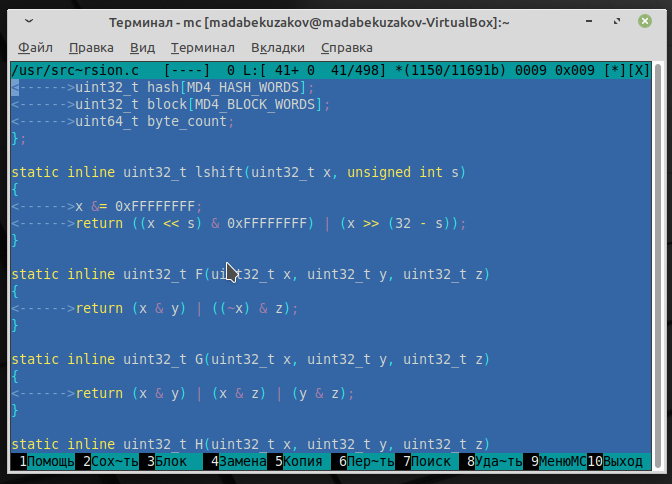 Терминал - mc [madabekuzakov@madabekuzakov-VirtualBox]:~
Файл Правка Вид Терминал Вкладки Справка
/usr/src~rsion.c [----] 0 L:[ 41+ 0 41/498] *(1150/11691b) 0009 0x009 [*][X]
<------>uint32_t hash[MD4_HASH_WORDS];
<------>uint32_t block[MD4_BLOCK_WORDS];
<------>uint64_t byte_count;
};
static inline uint32_t lshift(uint32_t x, unsigned int s)
{
<------>x &= 0xFFFFFFFF;
<------>return ((x << s) & 0xFFFFFFFF) | (x >> (32 - s));
}
static inline uint32_t F(uint32_t x, uint32_t y, uint32_t z)
{
<------>return (x & y) | ((~x) & z);
}
static inline uint32_t G(uint32_t x, uint32_t y, uint32_t z)
{
<------>return (x & y) | (x & z) | (y & z);
}
static inline uint32_t H(uint32_t x, uint32_t y, uint32_t z)
1Помощь 2Сох~ть 3Блок 4Замена 5Копия 6Пер~ть 7Поиск 8Уда~ть 9МенюMC 10Выход